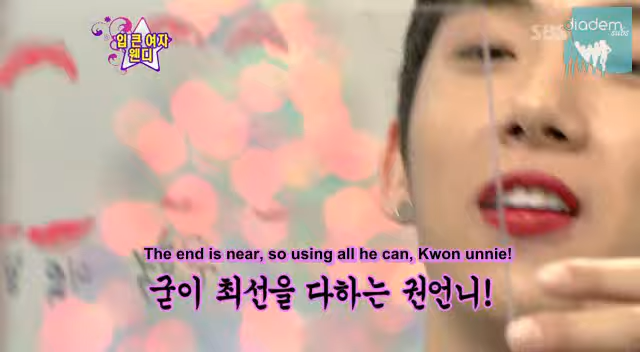 입 큰 여자
웬디
SBS
diadem
subs
The end is near, so using all he can, Kwon unnie!
굳이 최선을 다하는 권언니!